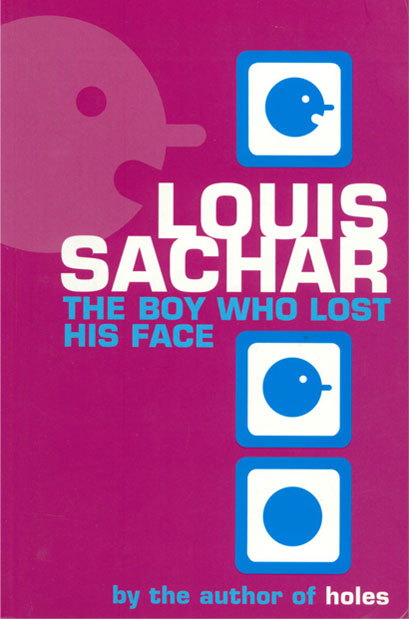 LOUIS
SACHAR
THE BOY WHO LOST
HIS FACE
by the author of holes